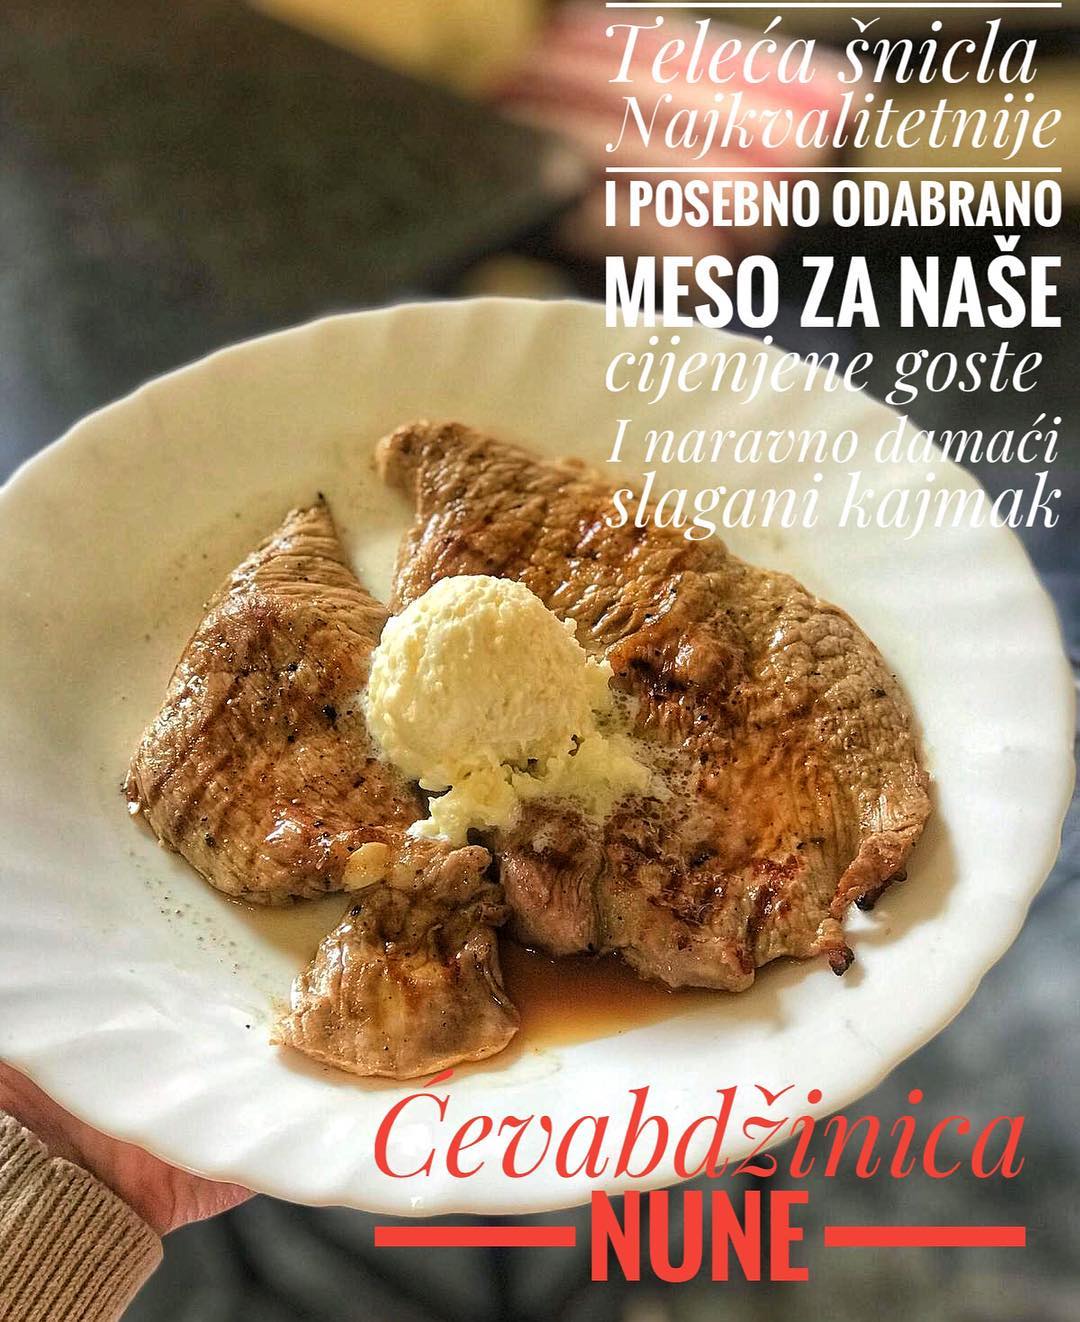 Teleća šnicla
Najkvalitetnije
I POSEBNO ODABRANO
MESO ZA NAŠE
cijenjene goste
I naravno damaći
slagani kajmak
Ćevabdžinica
NUNE